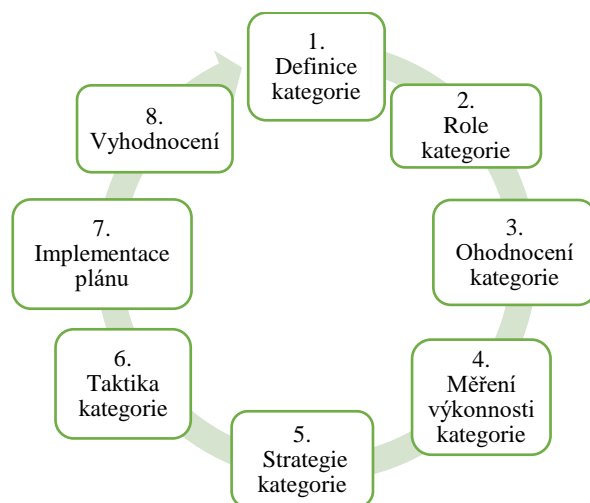 1.
Definice
kategorie
2.
Role
kategorie
3.
Ohodnocení
kategorie
4.
Měření
výkonnosti
kategorie
5.
Strategie
kategorie
6.
Taktika
kategorie
7.
Implementace
plánu
8.
Vyhodnocení